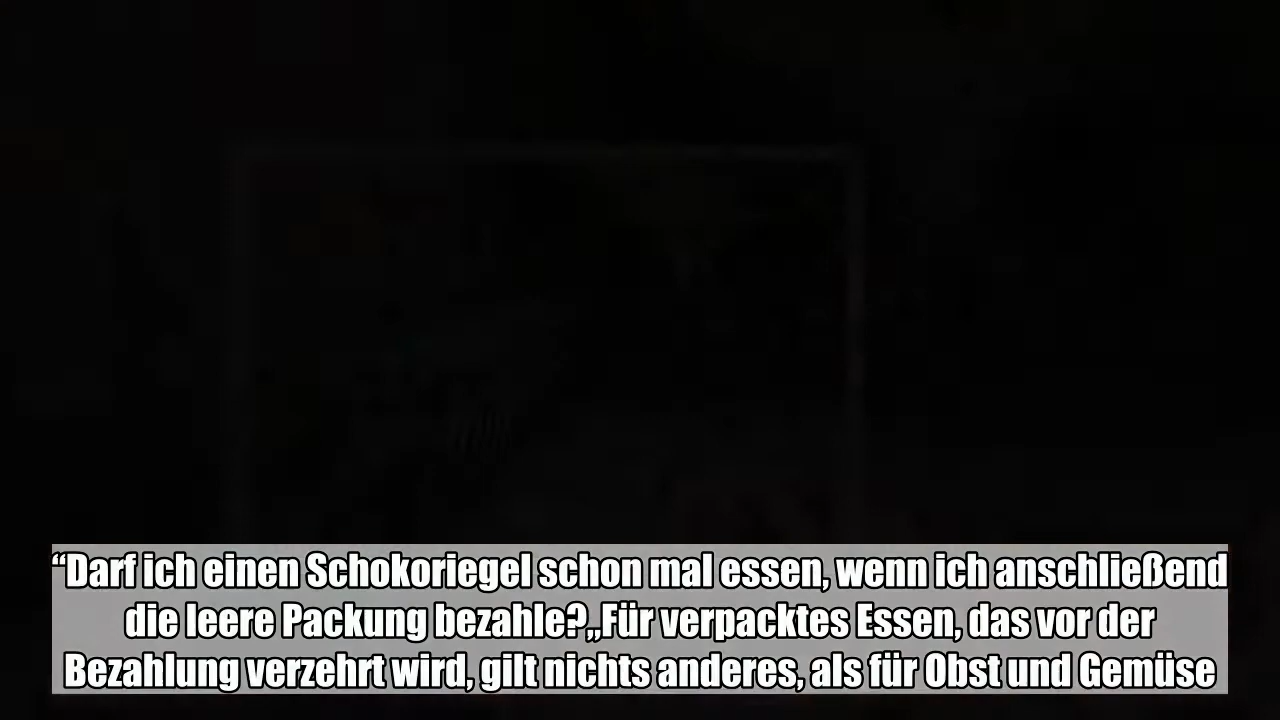 “Darf ich einen Schokoriegel schon mal essen, wenn ich anschließend
die leere Packung bezahle?„Für verpacktes Essen, das vor der
Bezahlung verzehrt wird, gilt nichts anderes, als für Obst und Gemüse